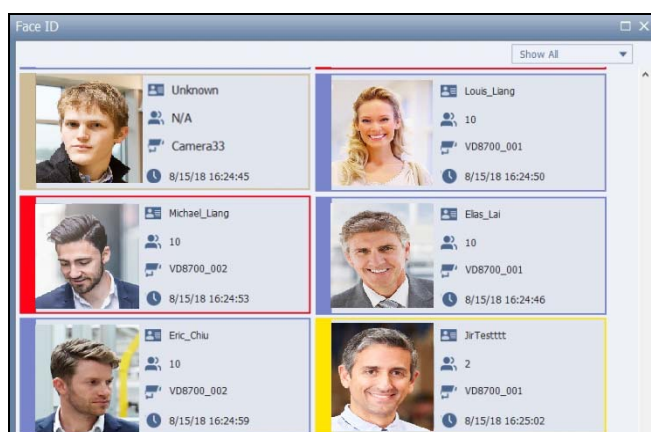 Face ID
Show All
Unknown
N/A
Camera33
8/15/18 16:24:45
Louis_Liang
10
VD8700_001
8/15/18 16:24:50
Michael_Liang
10
VD8700_002
8/15/18 16:24:53
Elias_Lai
10
VD8700_001
8/15/18 16:24:46
Eric_Chiu
10
VD8700_002
8/15/18 16:24:59
JirTestttt
2
VD8700_001
8/15/18 16:25:02